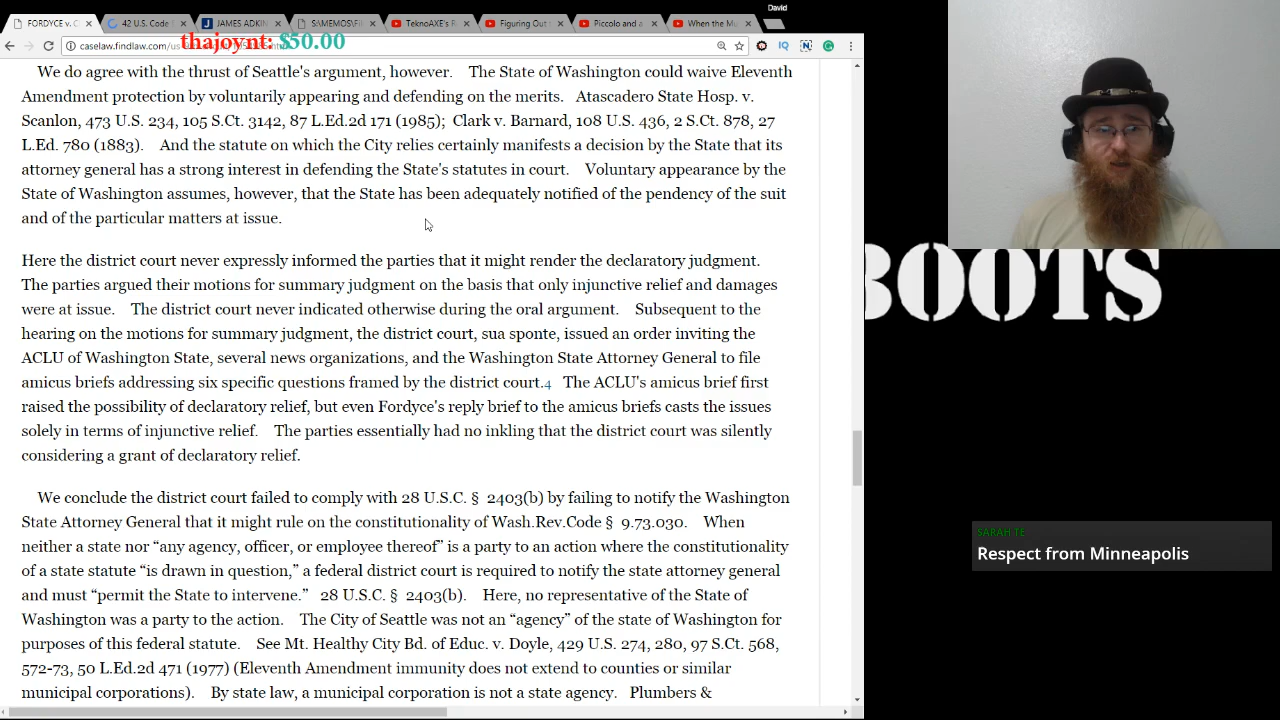 David
FORDYCE v. C
42 U.S. Code
JAMES ADKIN
S:\MEMOS\FI
TeknoAXE's R
Figuring Out
Piccolo and a
When the Mu
caselaw.findlaw.com/us
thajoynt: $50.00
We do agree with the thrust of Seattle's argument, however. The State of Washington could waive Eleventh
Amendment protection by voluntarily appearing and defending on the merits. Atascadero State Hosp. v.
Scanlon, 473 U.S. 234, 105 S.Ct. 3142, 87 L.Ed.2d 171 (1985); Clark v. Barnard, 108 U.S. 436, 2 S.Ct. 878, 27
L.Ed. 780 (1883). And the statute on which the City relies certainly manifests a decision by the State that its
attorney general has a strong interest in defending the State's statutes in court. Voluntary appearance by the
State of Washington assumes, however, that the State has been adequately notified of the pendency of the suit
and of the particular matters at issue.
Here the district court never expressly informed the parties that it might render the declaratory judgment.
The parties argued their motions for summary judgment on the basis that only injunctive relief and damages
were at issue. The district court never indicated otherwise during the oral argument. Subsequent to the
hearing on the motions for summary judgment, the district court, sua sponte, issued an order inviting the
ACLU of Washington State, several news organizations, and the Washington State Attorney General to file
amicus briefs addressing six specific questions framed by the district court.4 The ACLU's amicus brief first
raised the possibility of declaratory relief, but even Fordyce's reply brief to the amicus briefs casts the issues
solely in terms of injunctive relief. The parties essentially had no inkling that the district court was silently
considering a grant of declaratory relief.
We conclude the district court failed to comply with 28 U.S.C. § 2403(b) by failing to notify the Washington
State Attorney General that it might rule on the constitutionality of Wash.Rev.Code § 9.73.030. When
neither a state nor “any agency, officer, or employee thereof” is a party to an action where the constitutionality
of a state statute “is drawn in question,” a federal district court is required to notify the state attorney general
and must “permit the State to intervene.” 28 U.S.C. § 2403(b). Here, no representative of the State of
Washington was a party to the action. The City of Seattle was not an “agency” of the state of Washington for
purposes of this federal statute. See Mt. Healthy City Bd. of Educ. v. Doyle, 429 U.S. 274, 280, 97 S.Ct. 568,
572-73, 50 L.Ed.2d 471 (1977) (Eleventh Amendment immunity does not extend to counties or similar
municipal corporations). By state law, a municipal corporation is not a state agency. Plumbers &
BOOTS
SARAH TE
Respect from Minneapolis